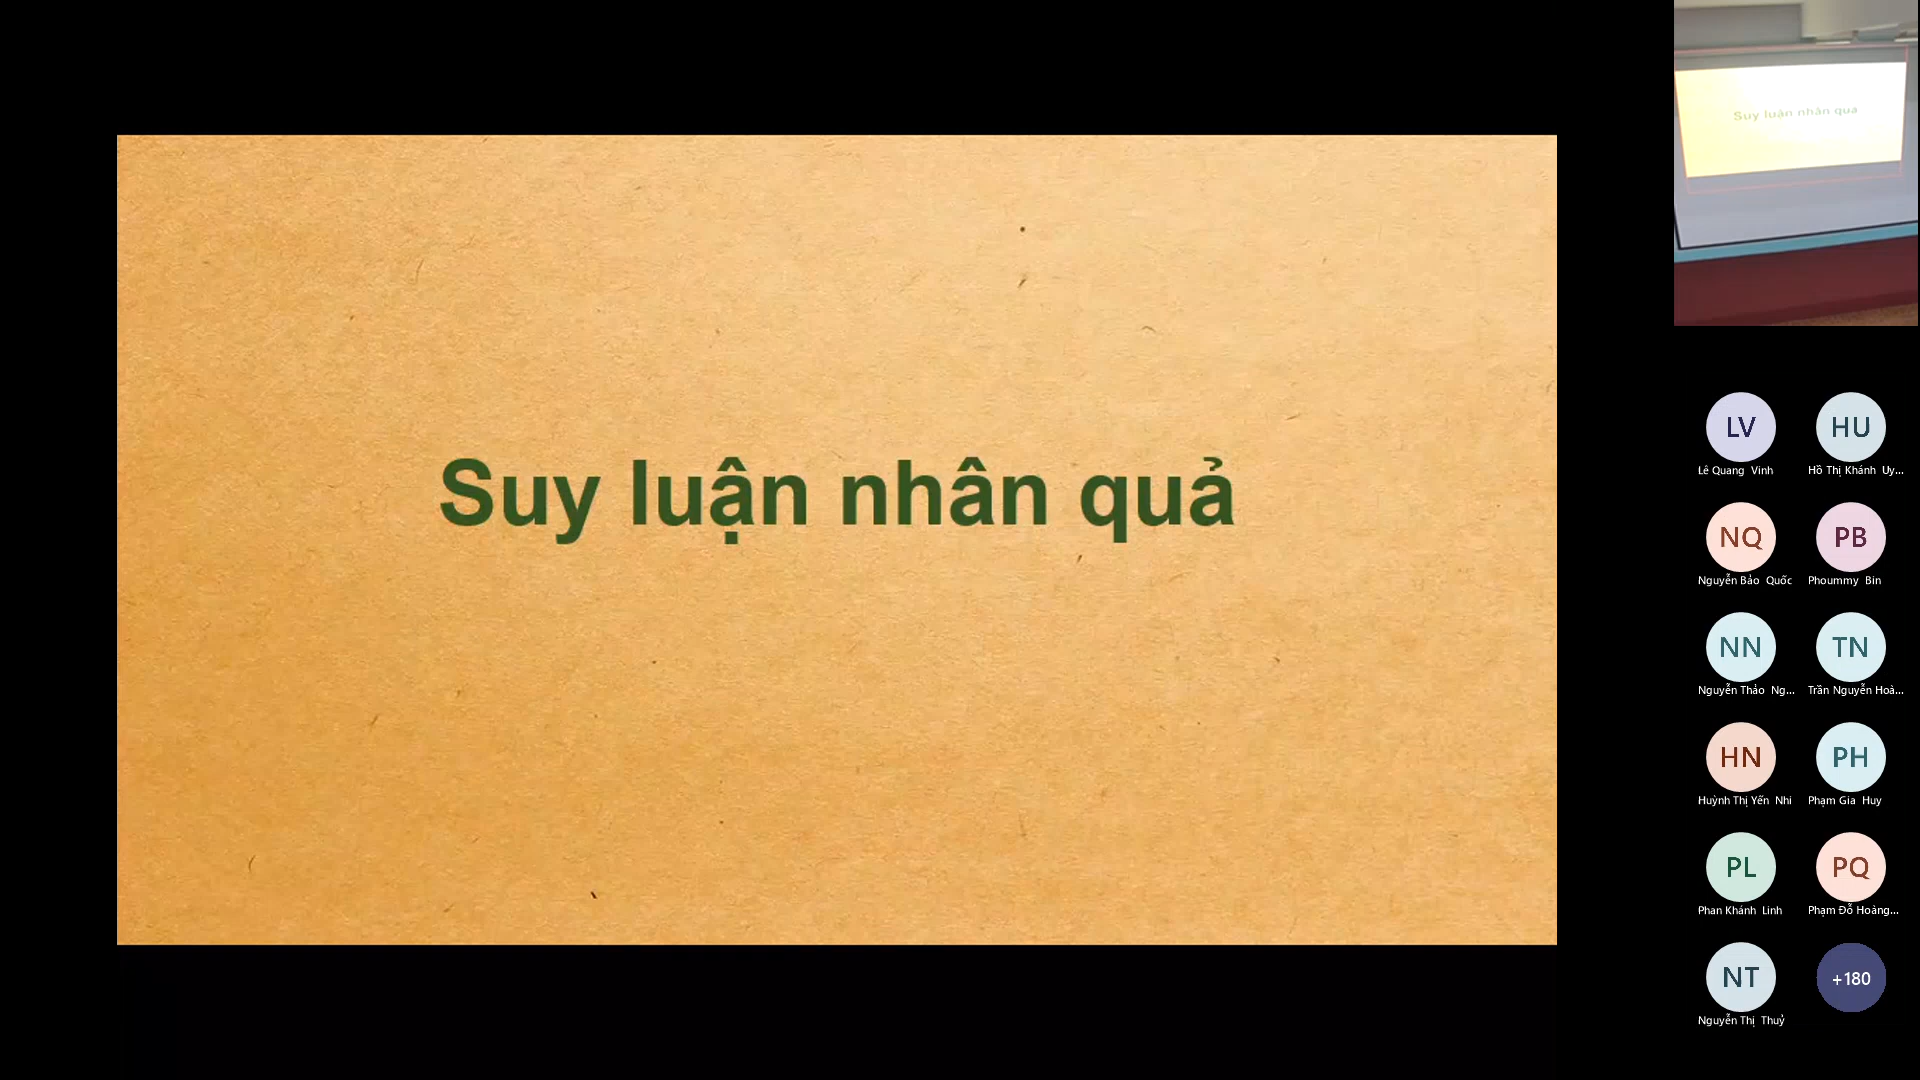 Suy luận nhân quả
Suy luận nhân quả
LV
Lê Quang Vinh
HU
Hồ Thị Khánh Uy...
NQ
Nguyễn Bảo Quốc
PB
Phoummy Bin
NN
Nguyễn Thảo Ng...
TN
Trần Nguyễn Hoà...
HN
Huỳnh Thị Yến Nhi
PH
Phạm Gia Huy
PL
Phan Khánh Linh
PQ
Phạm Đỗ Hoàng...
NT
Nguyễn Thị Thuỷ
+180